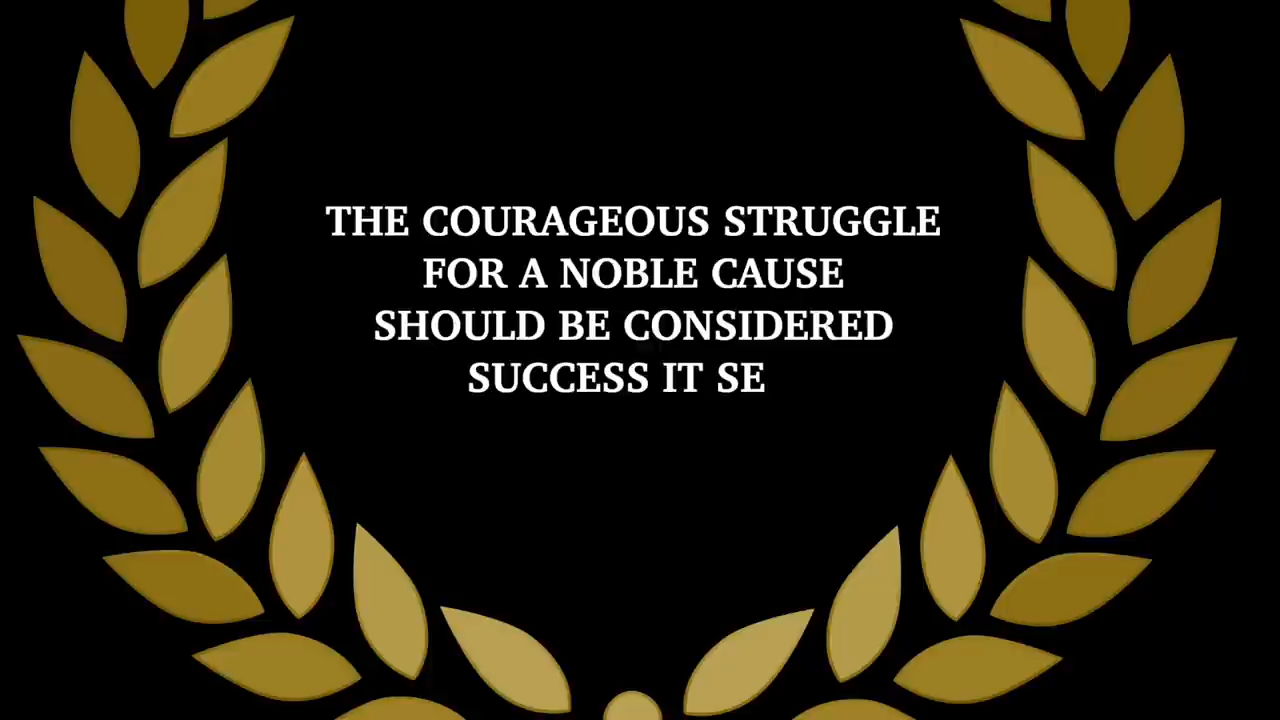 THE COURAGEOUS STRUGGLE
FOR A NOBLE CAUSE
SHOULD BE CONSIDERED
SUCCESS IT SE